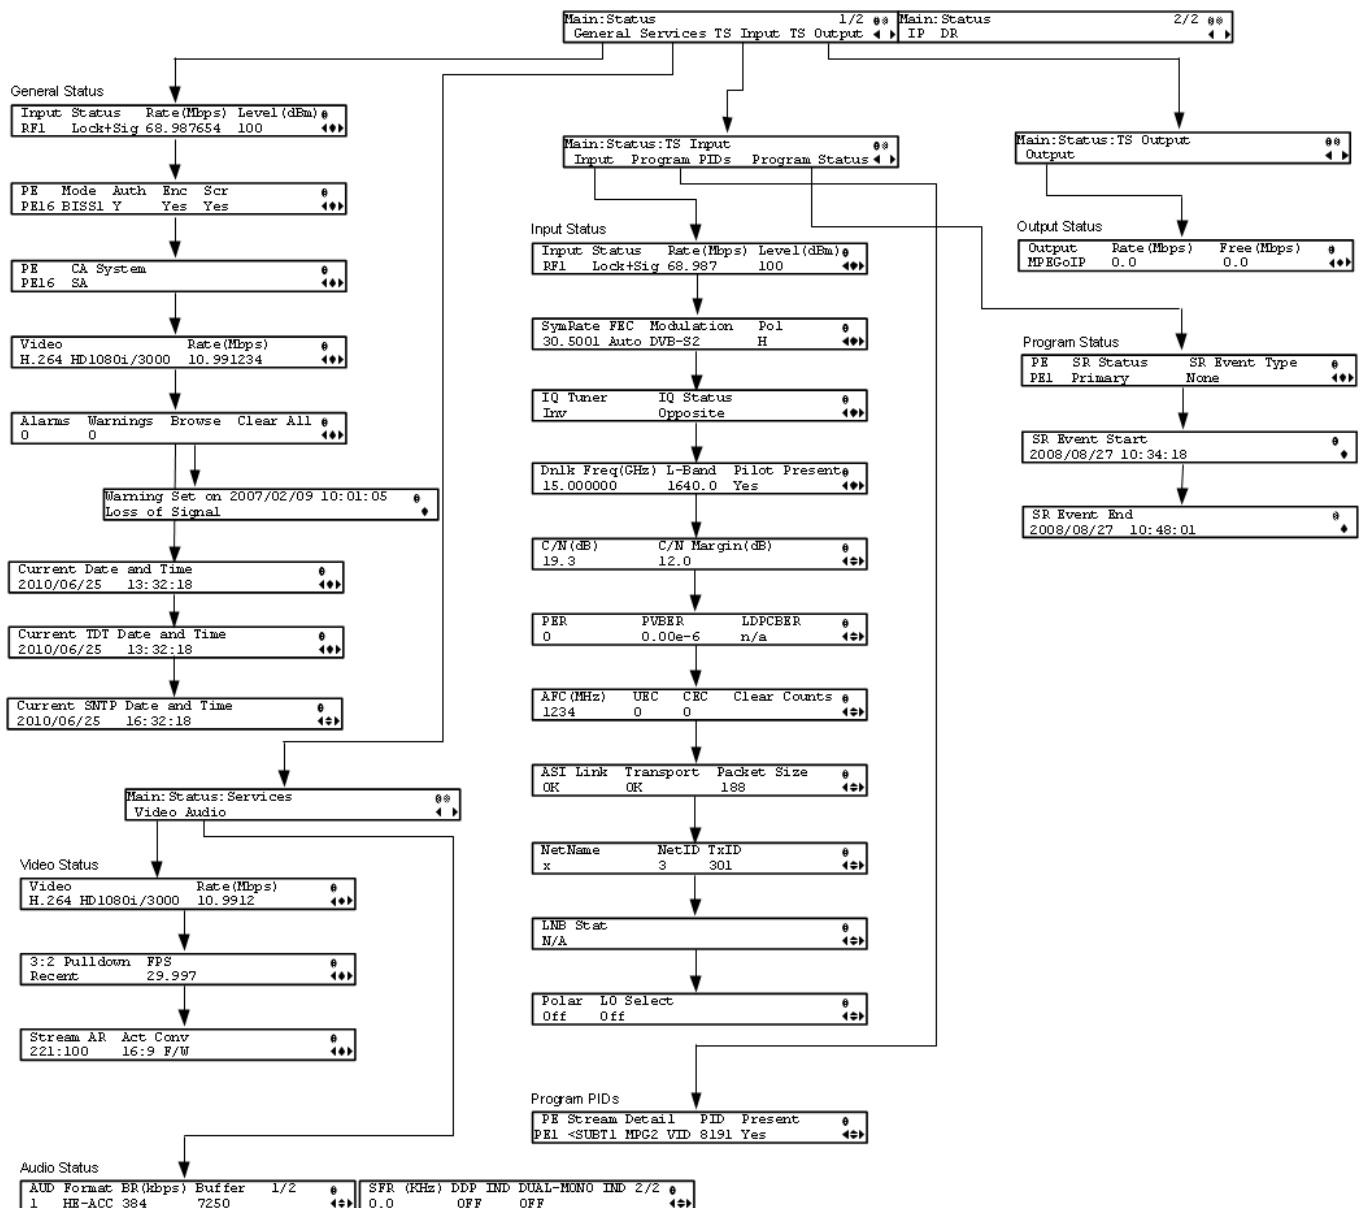 Main:Status 1/2
General Services TS Input TS Output
Main:Status 2/2
IP DR
General Status
Input Status Rate(Mbps) Level(dBm)
RF1 Lock+Sig 68.987654 100
PE Mode Auth Enc Scr
PE16 BISS1 Y Yes Yes
PE CA System
PE16 SA
Video Rate(Mbps)
H.264 HD1080i/3000 10.991234
Alarms Warnings Browse Clear All
0 0
Warning Set on 2007/02/09 10:01:05
Loss of Signal
Current Date and Time
2010/06/25 13:32:18
Current TDT Date and Time
2010/06/25 13:32:18
Current SNTP Date and Time
2010/06/25 16:32:18
Main:Status:Services
Video Audio
Video Status
Video Rate(Mbps)
H.264 HD1080i/3000 10.9912
3:2 Pulldown FPS
Recent 29.997
Stream AR Act Conv
221:100 16:9 F/W
Audio Status
AUD Format BR(kbps) Buffer 1/2
1 HE-ACC 384 7250
SFR (KHz) DDP IND DUAL-MONO IND 2/2
0.0 OFF OFF
Main:Status:TS Input
Input Program PIDs Program Status
Input Status
Input Status Rate(Mbps) Level(dBm)
RF1 Lock+Sig 68.987 100
SymRate FEC Modulation Pol
30.5001 Auto DVB-S2 H
IQ Tuner IQ Status
Inv Opposite
Dnlk Freq(GHz) L-Band Pilot Present
15.000000 1640.0 Yes
C/N(dB) C/N Margin(dB)
19.3 12.0
PER PVBER LDPCBER
0 0.00e-6 n/a
AFC(MHz) UEC CEC Clear Counts
1234 0 0
ASI Link Transport Packet Size
OK OK 188
NetName NetID TxID
x 3 301
LNB Stat
N/A
Polar LO Select
Off Off
Program PIDs
PE Stream Detail PID Present
PE1 <SUBT1 MPG2 VID 8191 Yes
Main:Status:TS Output
Output
Output Status
Output Rate(Mbps) Free(Mbps)
MPEGoIP 0.0 0.0
Program Status
PE SR Status SR Event Type
PE1 Primary None
SR Event Start
2008/08/27 10:34:18
SR Event End
2008/08/27 10:48:01